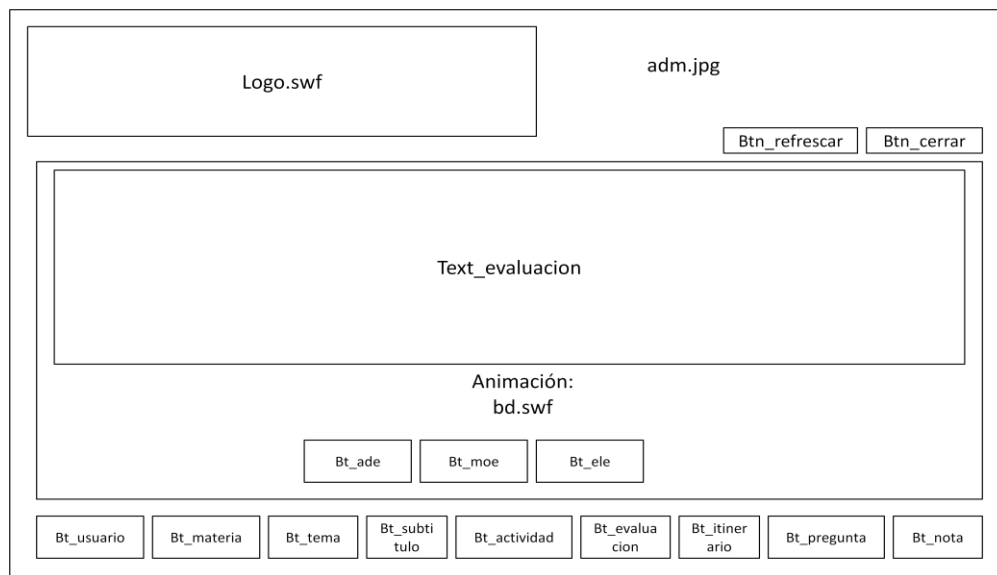 Logo.swf
adm.jpg
Btn_refrescar
Btn_cerrar
Text_evaluacion
Animación:
bd.swf
Bt_ade
Bt_moe
Bt_ele
Bt_usuario
Bt_materia
Bt_tema
Bt_subti
tulo
Bt_actividad
Bt_evalua
cion
Bt_itiner
ario
Bt_pregunta
Bt_nota